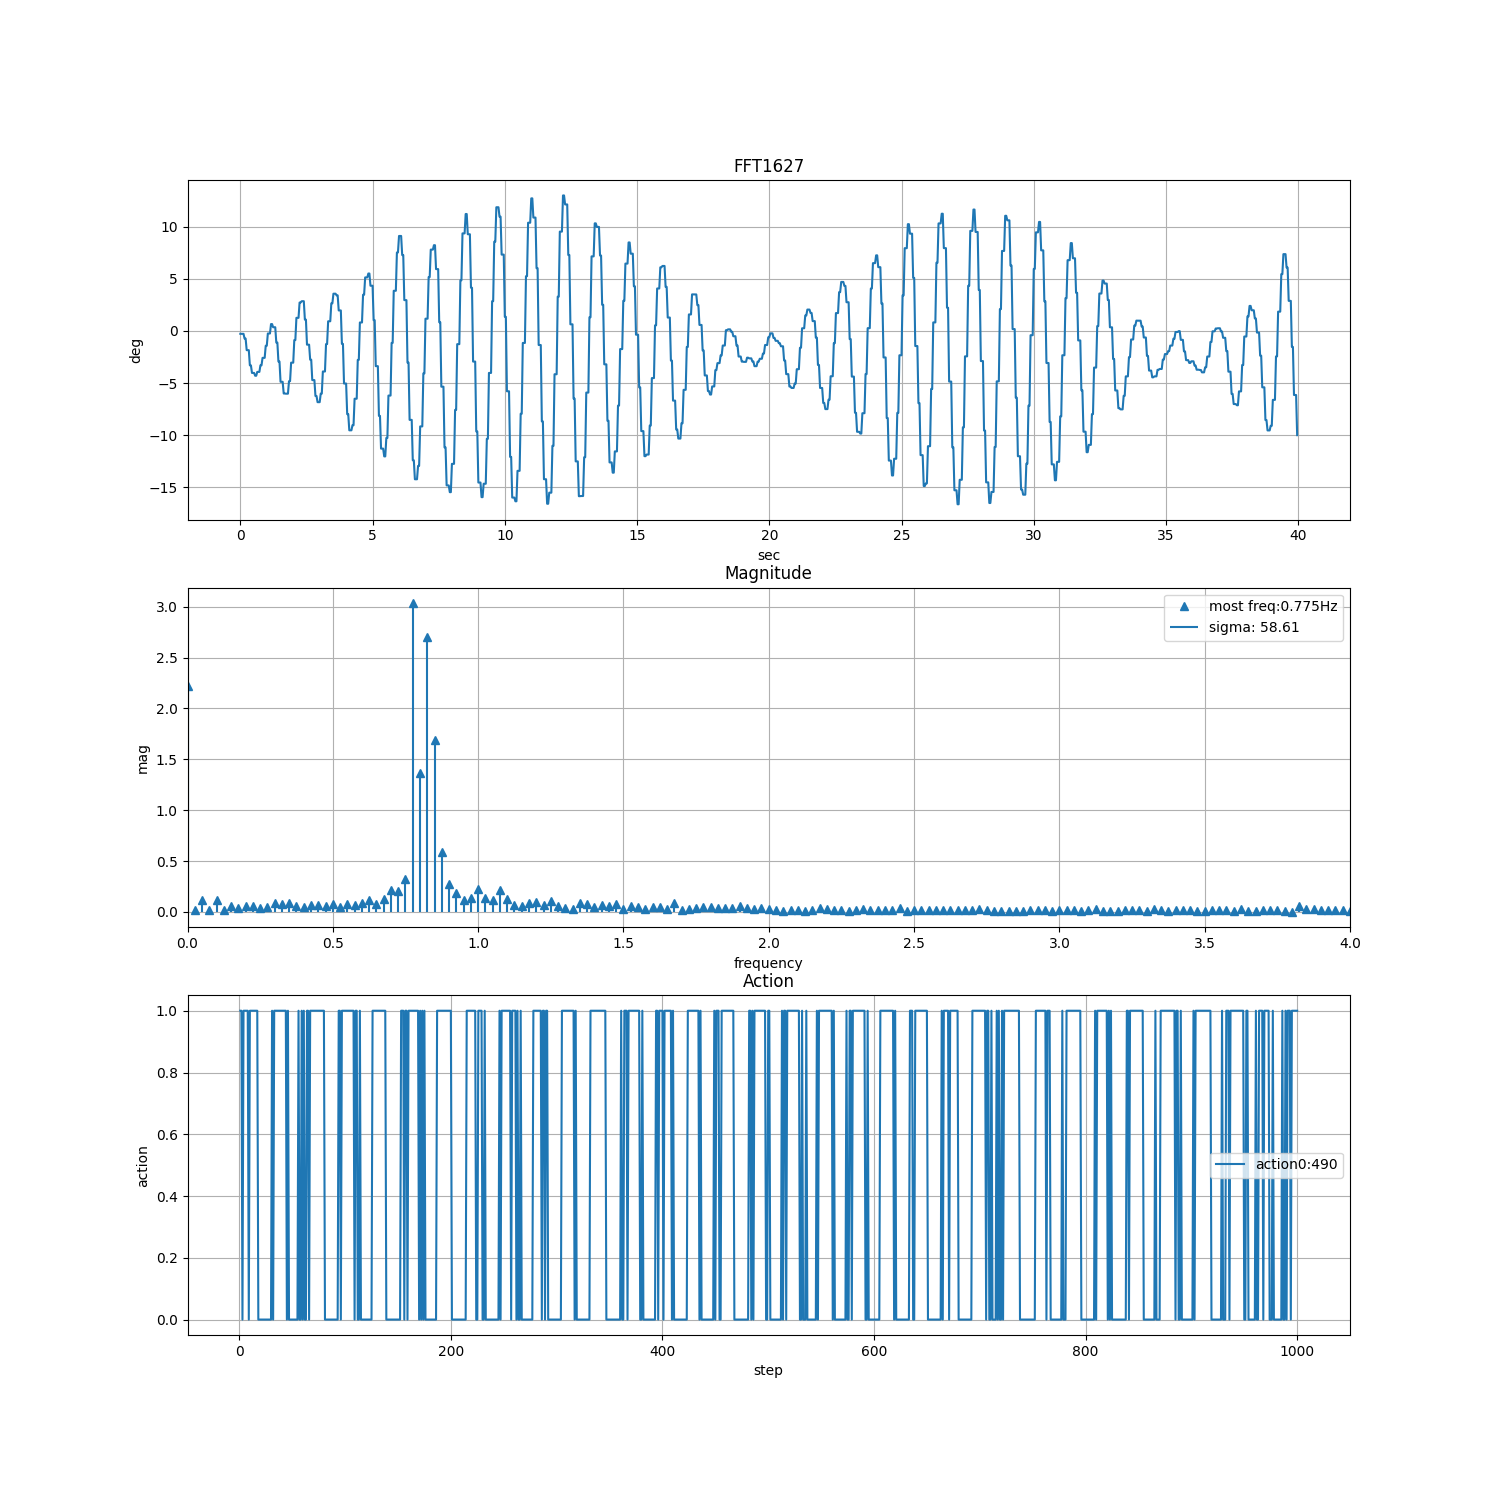 FFT1627
10
5
0
−5
−10
−15
deg
0 5 10 15 20 25 30 35 40
sec
Magnitude
3.0
2.5
2.0
1.5
1.0
0.5
0.0
mag
most freq:0.775Hz
sigma: 58.61
0.0 0.5 1.0 1.5 2.0 2.5 3.0 3.5 4.0
frequency
Action
1.0
0.8
0.6
0.4
0.2
0.0
action
action0:490
0 200 400 600 800 1000
step